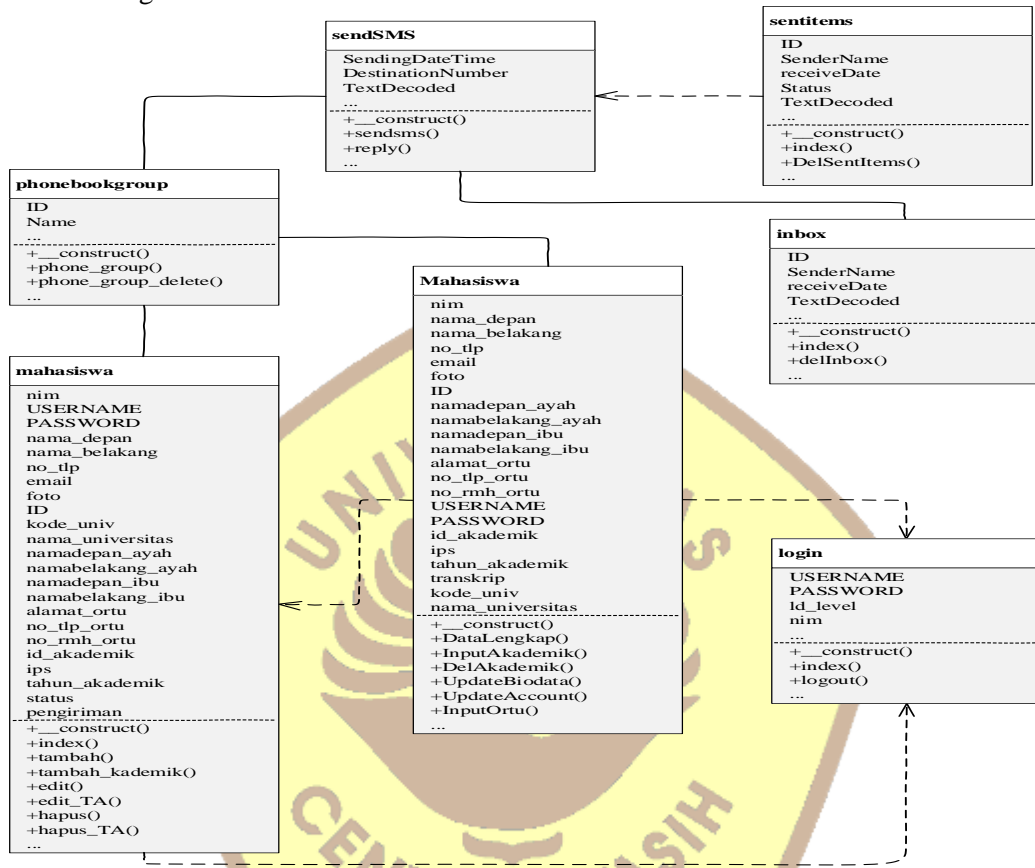 sendSMS
SendingDateTime
DestinationNumber
TextDecoded
...
+__construct()
+sendsms()
+reply()
...
sentitems
ID
SenderName
receiveDate
Status
TextDecoded
...
+__construct()
+index()
+DelSentItems()
...
phonebookgroup
ID
Name
...
+__construct()
+phone_group()
+phone_group_delete()
...
inbox
ID
SenderName
receiveDate
TextDecoded
...
+__construct()
+index()
+delInbox()
...
Mahasiswa
nim
nama_depan
nama_belakang
no_tlp
email
foto
ID
namadepan_ayah
namabelakang_ayah
namadepan_ibu
namabelakang_ibu
alamat_ortu
no_tlp_ortu
no_rmh_ortu
USERNAME
PASSWORD
id_akademik
ips
tahun_akademik
transkrip
kode_univ
nama_universitas
+__construct()
+DataLengkap()
+InputAkademik()
+DelAkademik()
+UpdateBiodata()
+UpdateAccount()
+InputOrtu()
...
mahasiswa
nim
USERNAME
PASSWORD
nama_depan
nama_belakang
no_tlp
email
foto
ID
kode_univ
nama_universitas
namadepan_ayah
namabelakang_ayah
namadepan_ibu
namabelakang_ibu
alamat_ortu
no_tlp_ortu
no_rmh_ortu
id_akademik
ips
tahun_akademik
status
pengiriman
+__construct()
+index()
+tambah()
+tambah_kademik()
+edit()
+edit_TA()
+hapus()
+hapus_TA()
...
login
USERNAME
PASSWORD
ld_level
nim
...
+__construct()
+index()
+logout()
...